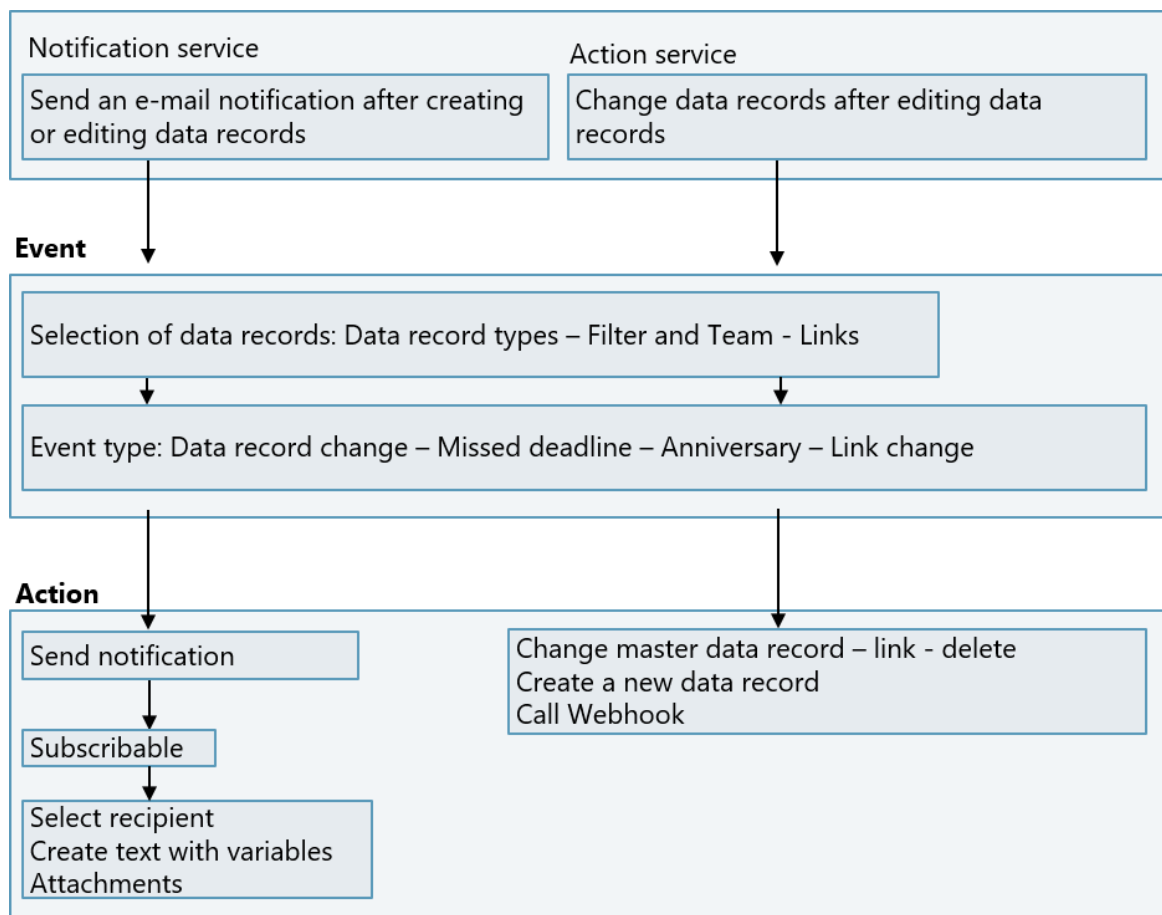 Notification service
Action service
Send an e-mail notification after creating
or editing data records
Change data records after editing data
records
Event
Selection of data records: Data record types – Filter and Team - Links
Event type: Data record change – Missed deadline – Anniversary – Link change
Action
Send notification
Change master data record – link - delete
Create a new data record
Call Webhook
Subscribable
Select recipient
Create text with variables
Attachments